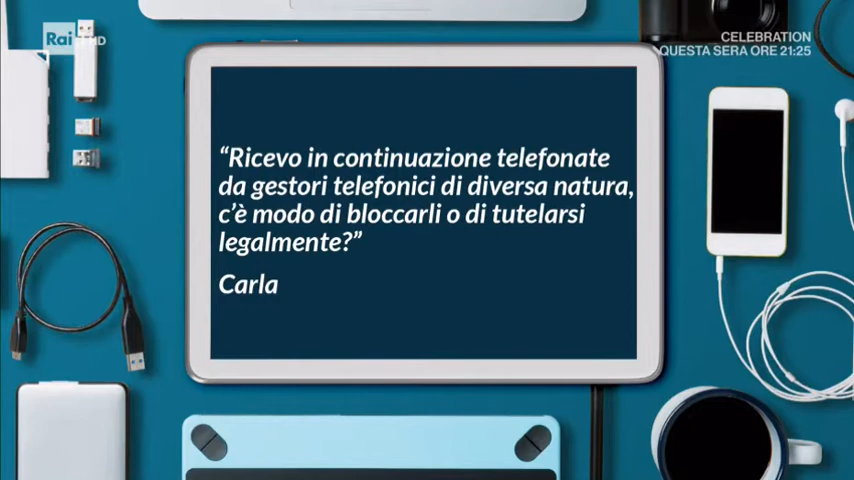 Rai 1 HD
CELEBRATION
QUESTA SERA ORE 21:25
“Ricevo in continuazione telefonate
da gestori telefonici di diversa natura,
c’è modo di bloccarli o di tutelarsi
legalmente?”
Carla